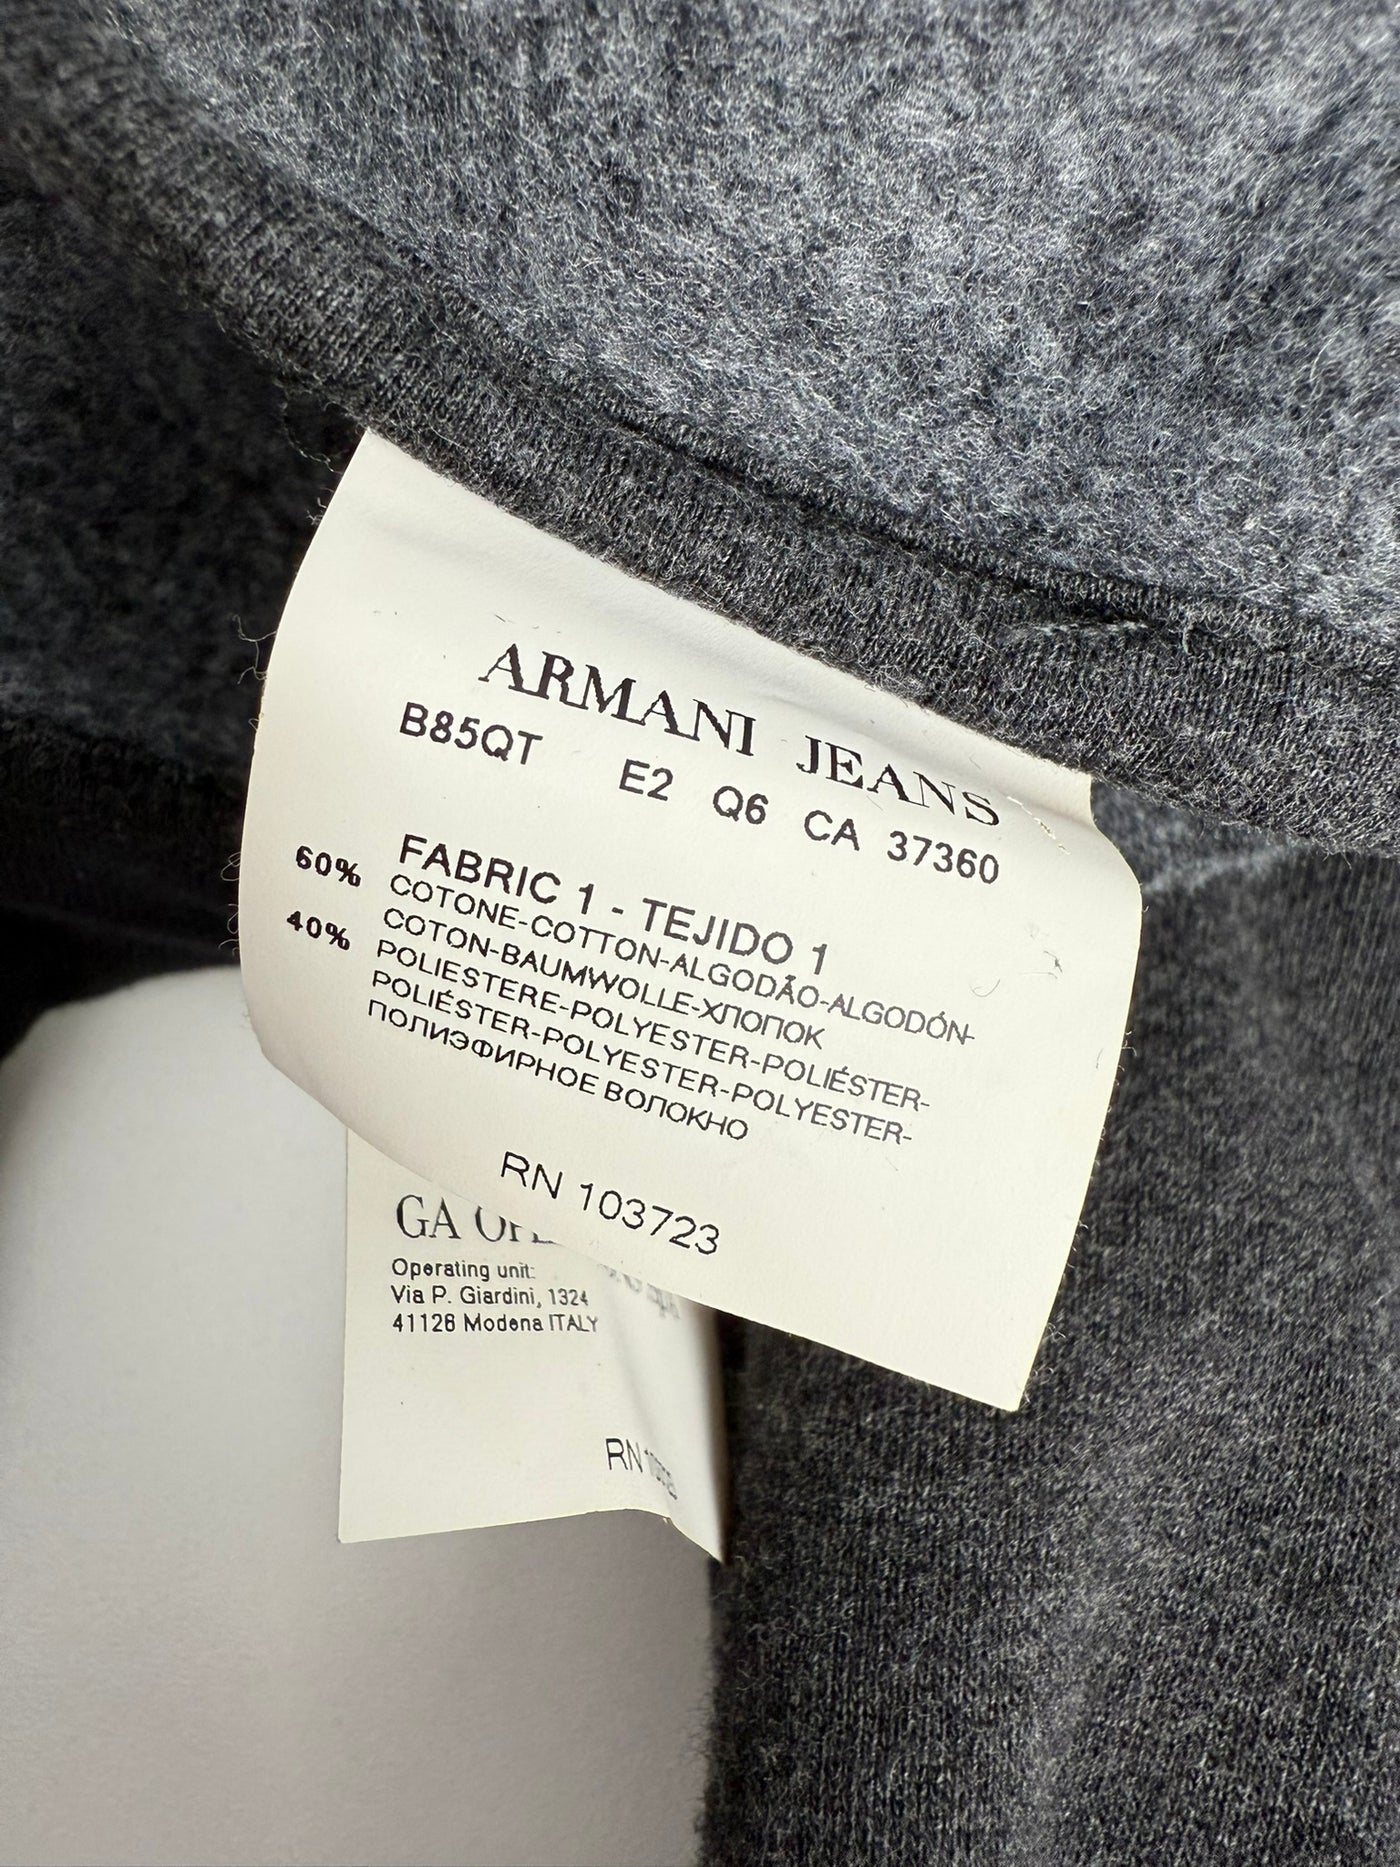 ARMANI JEANS
B85QT E2 Q6 CA 37360
FABRIC 1 - TEJIDO 1
60% COTONE-COTTON-ALGODÃO-ALGODÓN-
COTON-BAUMWOLLE-ХЛОПОК
40% POLIESTERE-POLYESTER-POLIÉSTER-
POLIÉSTER-POLYESTER-POLYESTER-
ПОЛИЭФИРНОЕ ВОЛОКНО
RN 103723
GA
Operating unit:
Via P. Giardini, 1324
41126 Modena ITALY
RN